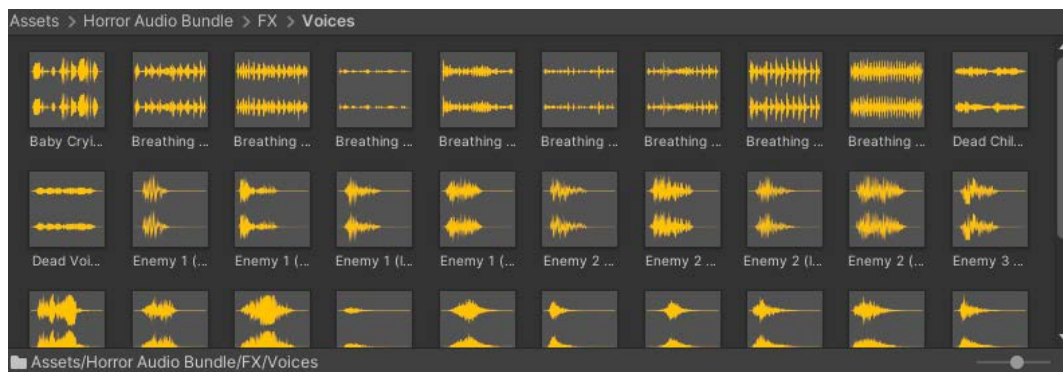 Assets > Horror Audio Bundle > FX > Voices
Baby Cryi... Breathing ... Breathing ... Breathing ... Breathing ... Breathing ... Breathing ... Breathing ... Breathing ... Dead Chil...
Dead Voi... Enemy 1 (... Enemy 1 (... Enemy 1 (l... Enemy 1 (... Enemy 2 ... Enemy 2 ... Enemy 2 (l... Enemy 2 (... Enemy 3 ...
Assets/Horror Audio Bundle/FX/Voices